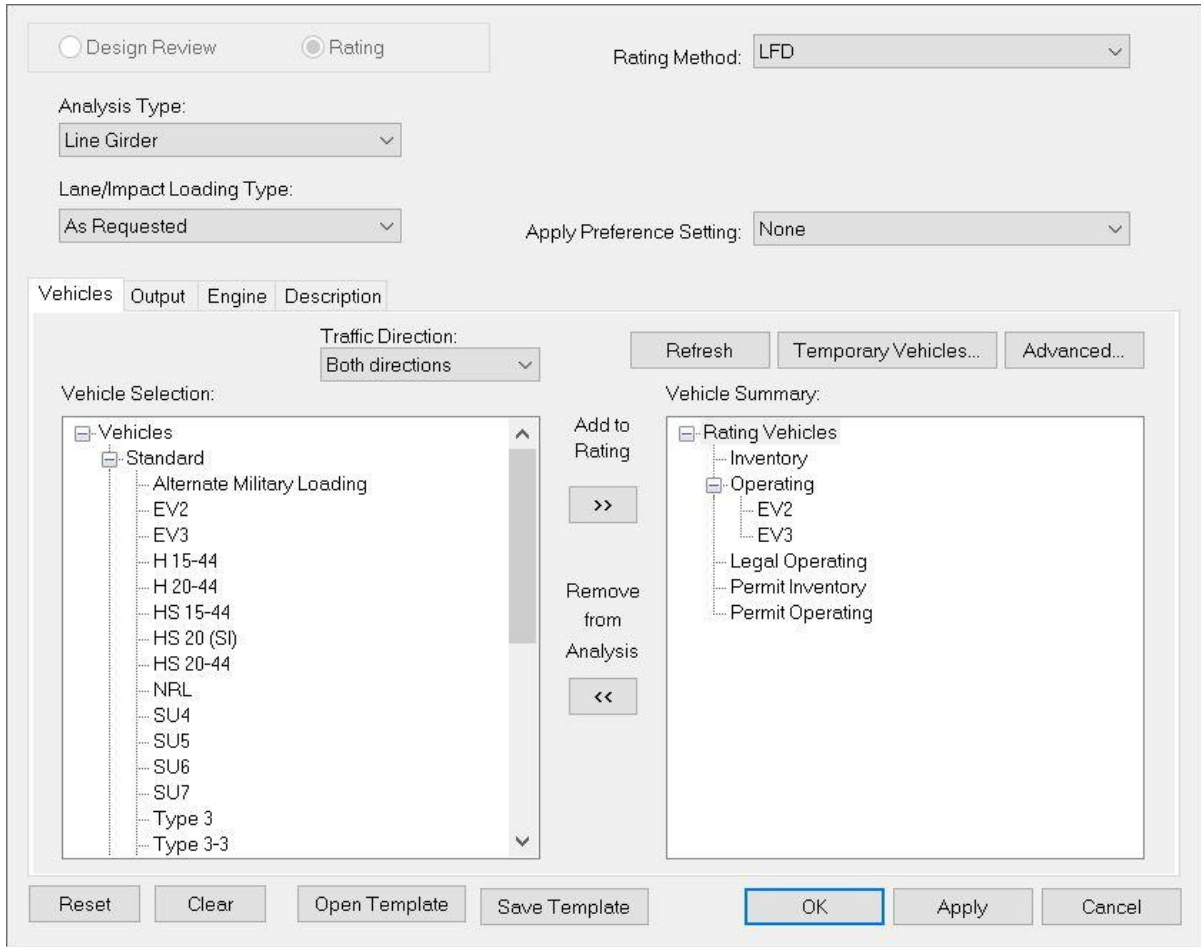 Design Review
Rating
Rating Method:
LFD
Analysis Type:
Line Girder
Lane/Impact Loading Type:
As Requested
Apply Preference Setting:
None
Vehicles
Output
Engine
Description
Traffic Direction:
Both directions
Refresh
Temporary Vehicles...
Advanced...
Vehicle Selection:
Vehicles
Standard
Alternate Military Loading
EV2
EV3
H 15-44
H 20-44
HS 15-44
HS 20 (SI)
HS 20-44
NRL
SU4
SU5
SU6
SU7
Type 3
Type 3-3
Add to
Rating
>>
Remove
from
Analysis
<<
Vehicle Summary:
Rating Vehicles
Inventory
Operating
EV2
EV3
Legal Operating
Permit Inventory
Permit Operating
Reset
Clear
Open Template
Save Template
OK
Apply
Cancel